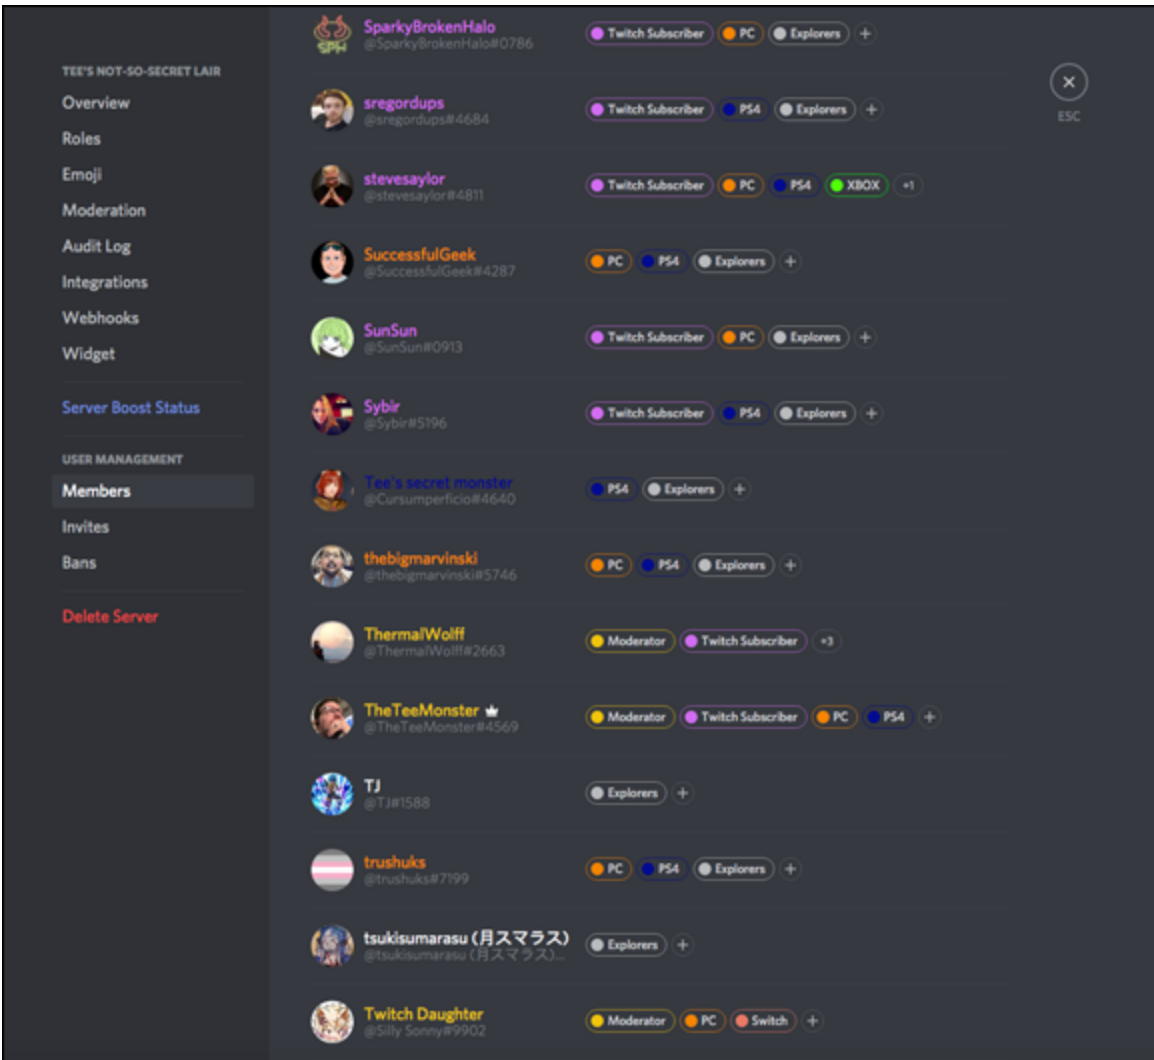 TEE'S NOT-SO-SECRET LAIR
Overview
Roles
Emoji
Moderation
Audit Log
Integrations
Webhooks
Widget
Server Boost Status
USER MANAGEMENT
Members
Invites
Bans
Delete Server
SPH
SparkyBrokenHalo
@SparkyBrokenHalo#0786
Twitch Subscriber PC Explorers +
sregordups
@sregordups#4684
Twitch Subscriber PS4 Explorers +
stevesaylor
@stevesaylor#4811
Twitch Subscriber PC PS4 XBOX +1
SuccessfulGeek
@SuccessfulGeek#4287
PC PS4 Explorers +
SunSun
@SunSun#0913
Twitch Subscriber PC Explorers +
Sybir
@Sybir#5196
Twitch Subscriber PS4 Explorers +
Tee's secret monster
@Cursumperficio#4640
PS4 Explorers +
thebigmarvinski
@thebigmarvinski#5746
PC PS4 Explorers +
ThermalWolff
@ThermalWolff#2663
Moderator Twitch Subscriber +3
TheTeeMonster
@TheTeeMonster#4569
Moderator Twitch Subscriber PC PS4 +
TJ
@TJ#1588
Explorers +
trushuks
@trushuks#7199
PC PS4 Explorers +
tsukisumarasu (月スマラス)
@tsukisumarasu (月スマラス)...
Explorers +
Twitch Daughter
@Silly Sonny#9902
Moderator PC Switch +
ESC